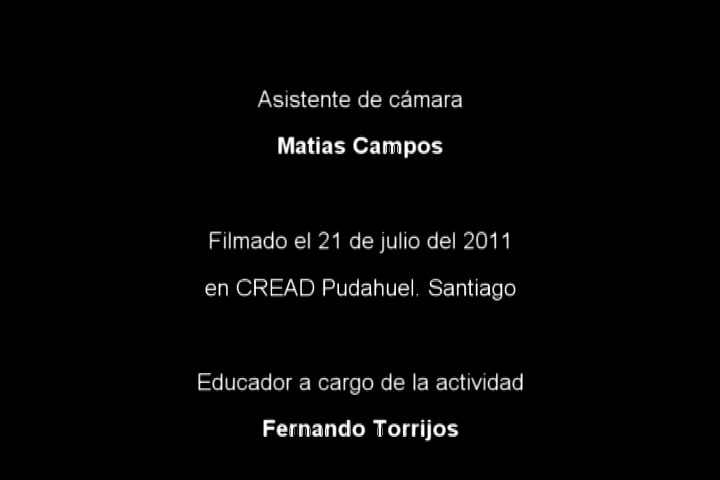 Asistente de cámara
Matias Campos
Filmado el 21 de julio del 2011
en CREAD Pudahuel. Santiago
Educador a cargo de la actividad
Fernando Torrijos